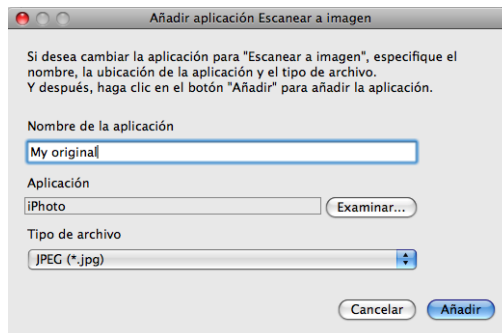 Añadir aplicación Escanear a imagen
Si desea cambiar la aplicación para "Escanear a imagen", especifique el
nombre, la ubicación de la aplicación y el tipo de archivo.
Y después, haga clic en el botón "Añadir" para añadir la aplicación.
Nombre de la aplicación
My original
Aplicación
iPhoto
Examinar...
Tipo de archivo
JPEG (*.jpg)
Cancelar
Añadir